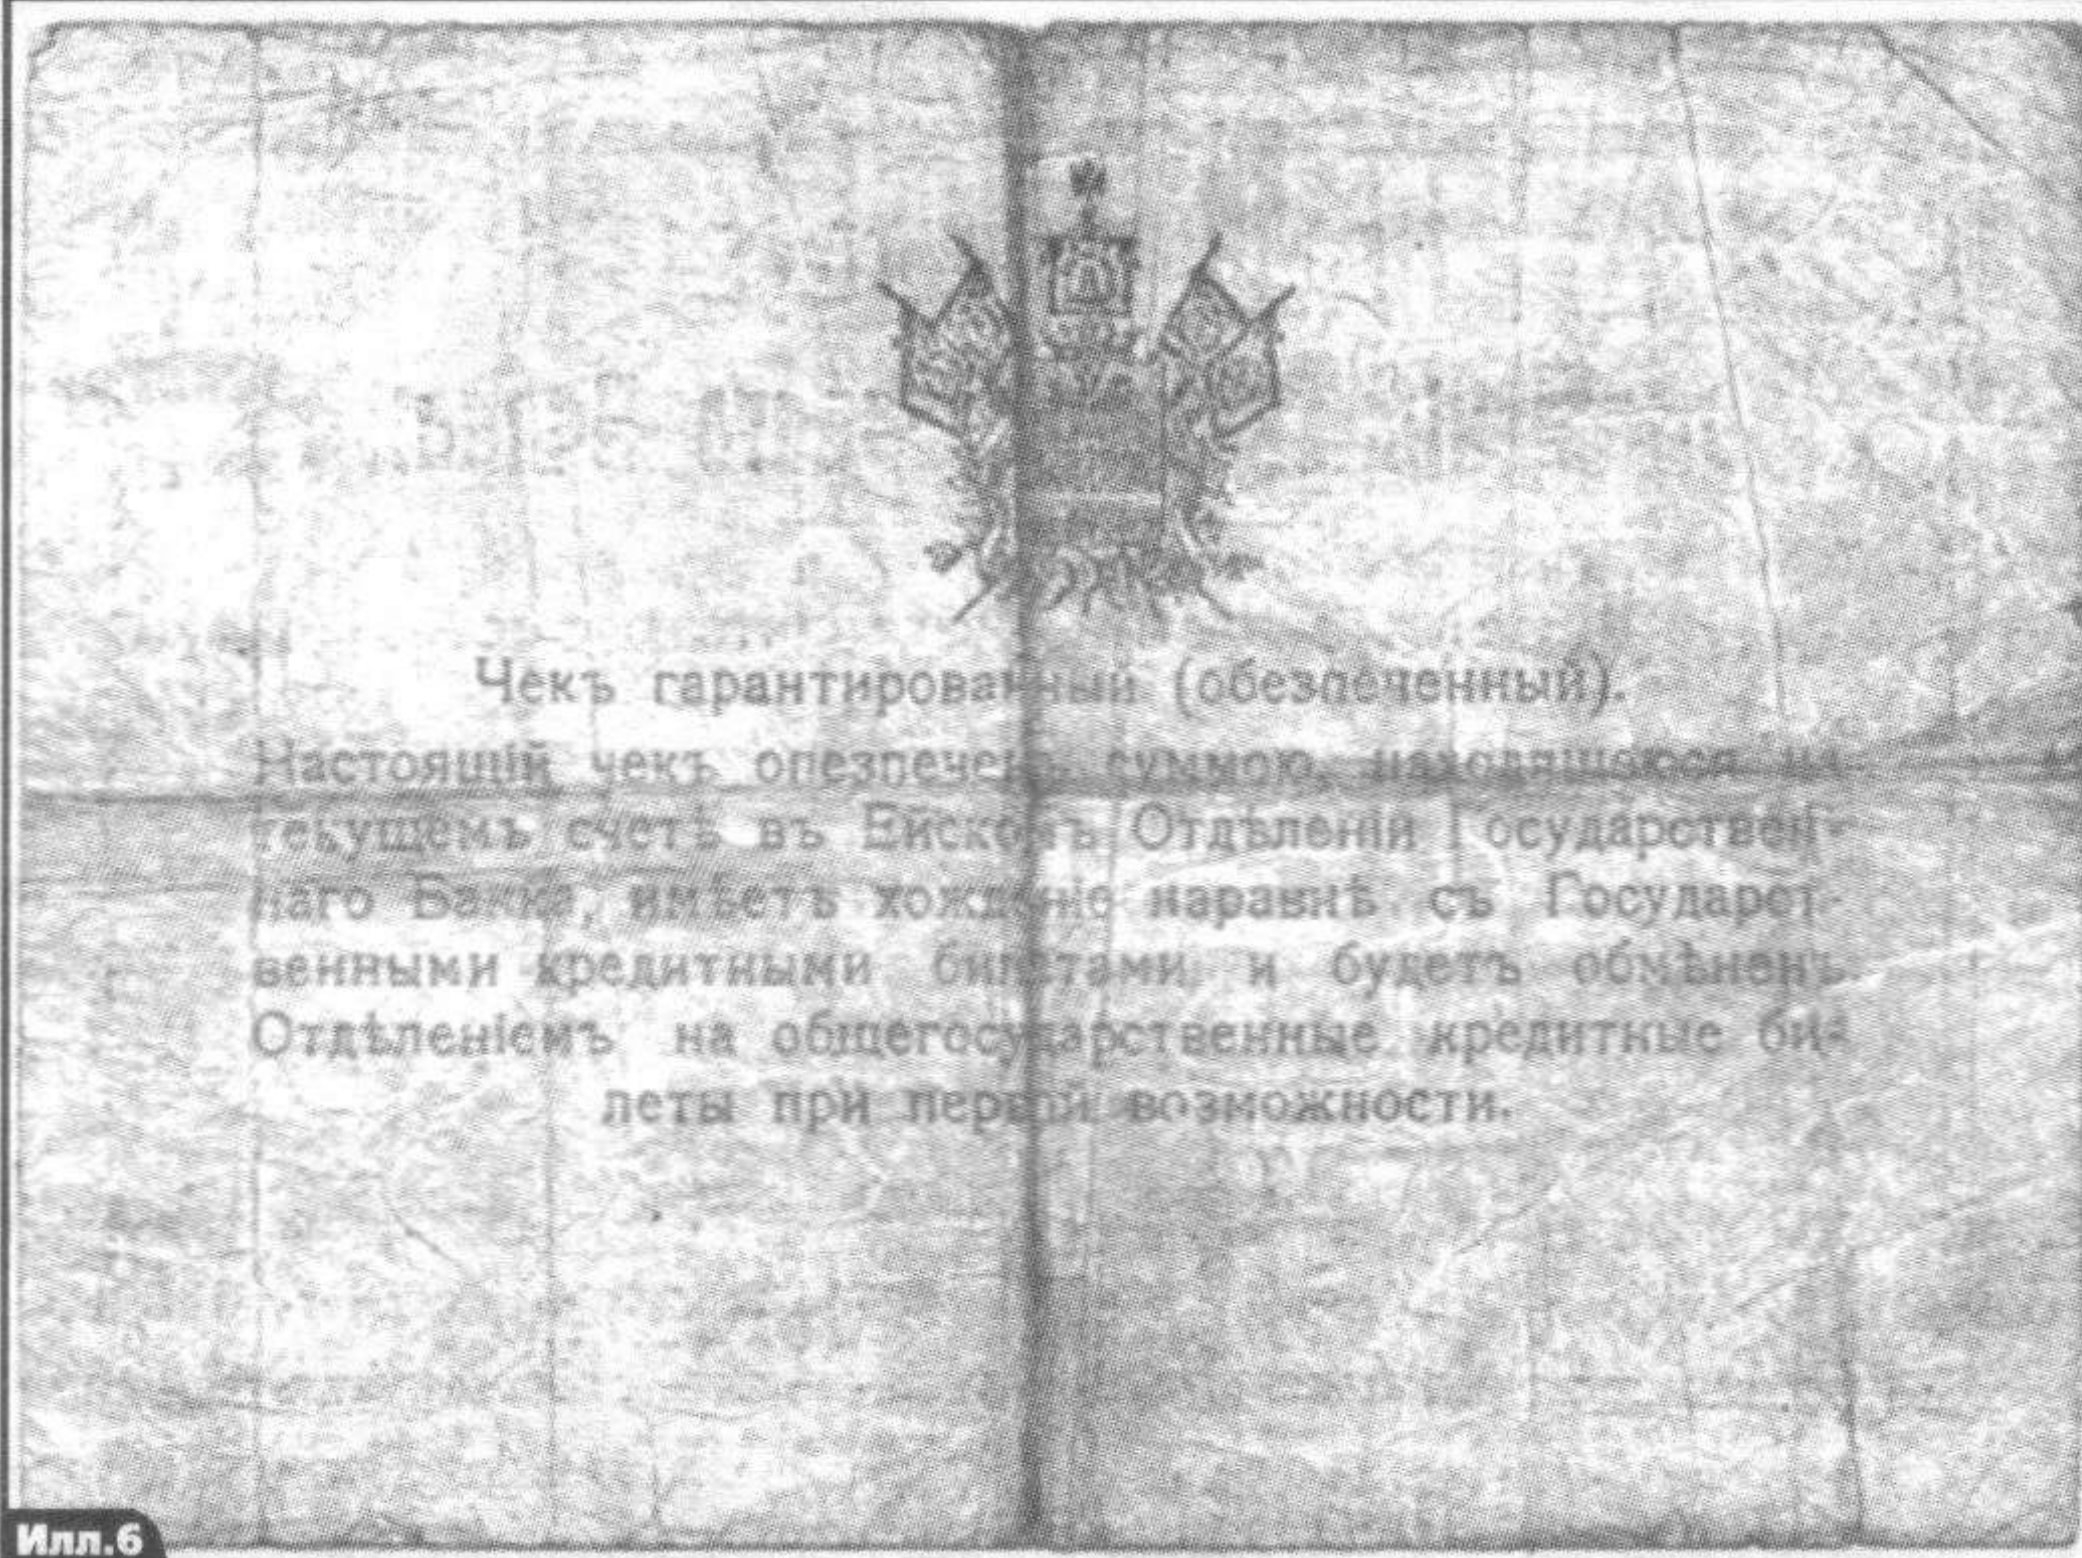 Чекъ гарантированный (обезпеченный).
Настоящій чекъ опезпеченъ суммою, находящеюся на
текущемъ счетѣ въ Ейскомъ Отдѣленіи Государствен-
наго Банка, имѣетъ хожденіе наравнѣ съ Государст-
венными кредитными билетами и будетъ обмѣненъ
Отдѣленіемъ на общегосударственные кредитные би-
леты при первой возможности.
Илл.6